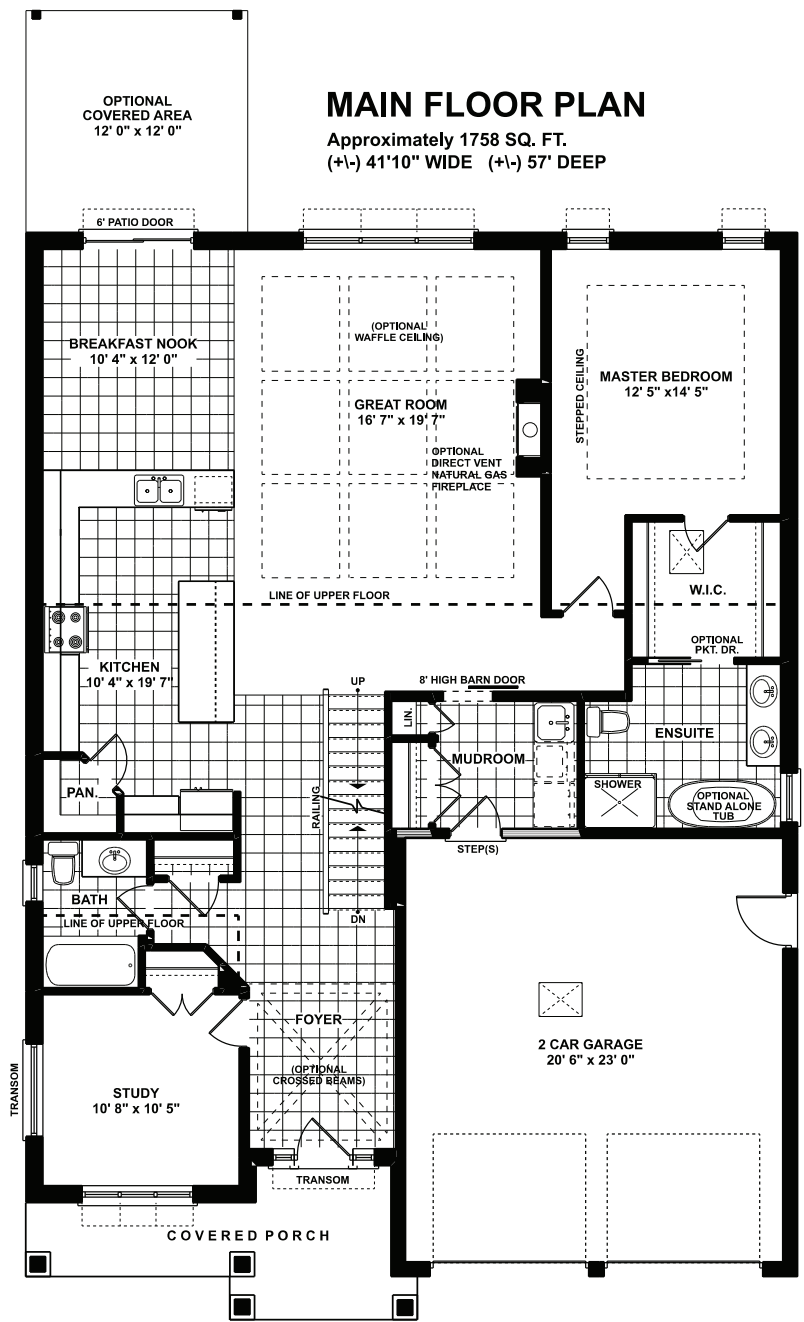 OPTIONAL
COVERED AREA
12' 0" x 12' 0"
MAIN FLOOR PLAN
Approximately 1758 SQ. FT.
(+\-) 41'10" WIDE (+\-) 57' DEEP
6' PATIO DOOR
BREAKFAST NOOK
10' 4" x 12' 0"
(OPTIONAL
WAFFLE CEILING)
GREAT ROOM
16' 7" x 19' 7"
OPTIONAL
DIRECT VENT
NATURAL GAS
FIREPLACE
STEPPED CEILING
MASTER BEDROOM
12' 5" x14' 5"
W.I.C.
OPTIONAL
PKT. DR.
LINE OF UPPER FLOOR
KITCHEN
10' 4" x 19' 7"
UP
8' HIGH BARN DOOR
LIN.
MUDROOM
ENSUITE
SHOWER
OPTIONAL
STAND ALONE
TUB
PAN.
RAILING
STEP(S)
BATH
LINE OF UPPER FLOOR
DN
FOYER
(OPTIONAL
CROSSED BEAMS)
2 CAR GARAGE
20' 6" x 23' 0"
TRANSOM
STUDY
10' 8" x 10' 5"
TRANSOM
COVERED PORCH